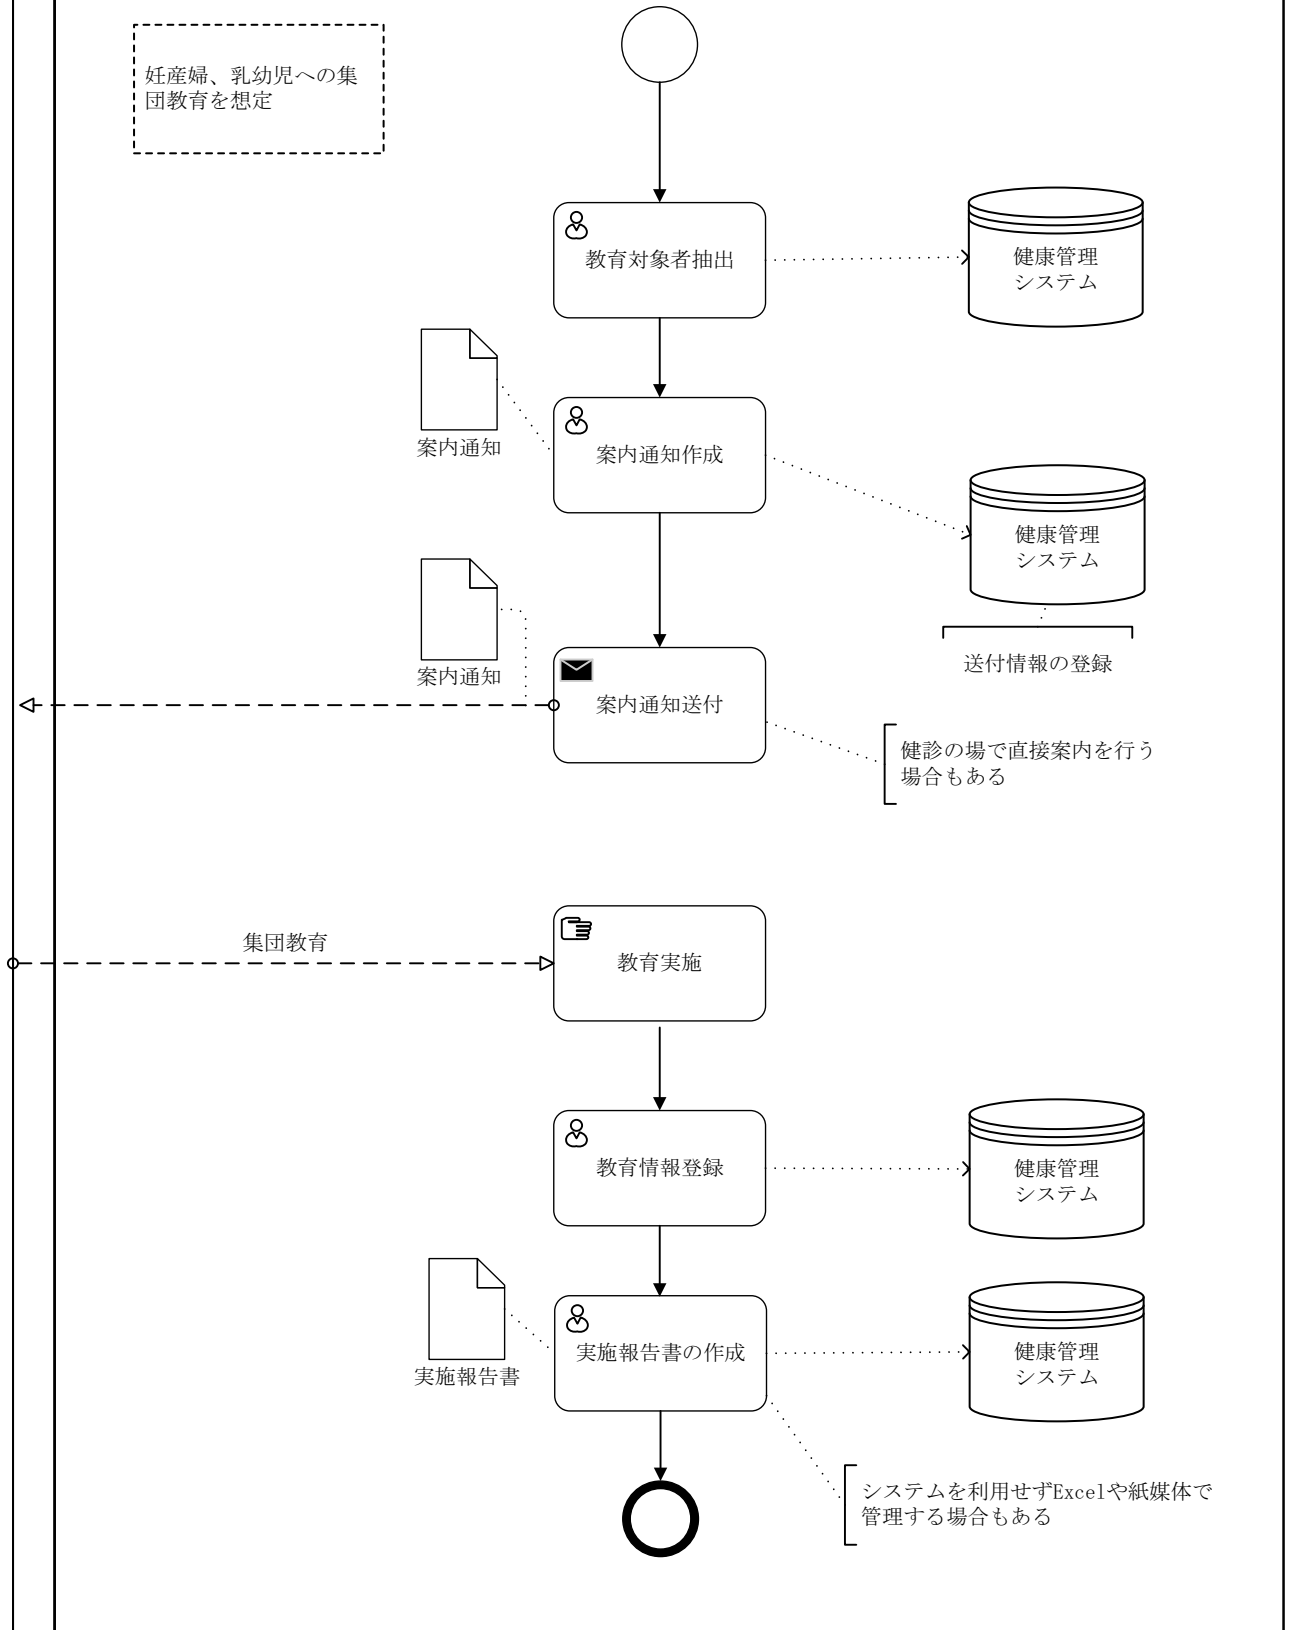 妊産婦、乳幼児への集
団教育を想定
教育対象者抽出
健康管理
システム
案内通知
案内通知作成
健康管理
システム
送付情報の登録
案内通知
案内通知送付
健診の場で直接案内を行う
場合もある
集団教育
教育実施
教育情報登録
健康管理
システム
実施報告書
実施報告書の作成
健康管理
システム
システムを利用せずExcelや紙媒体で
管理する場合もある